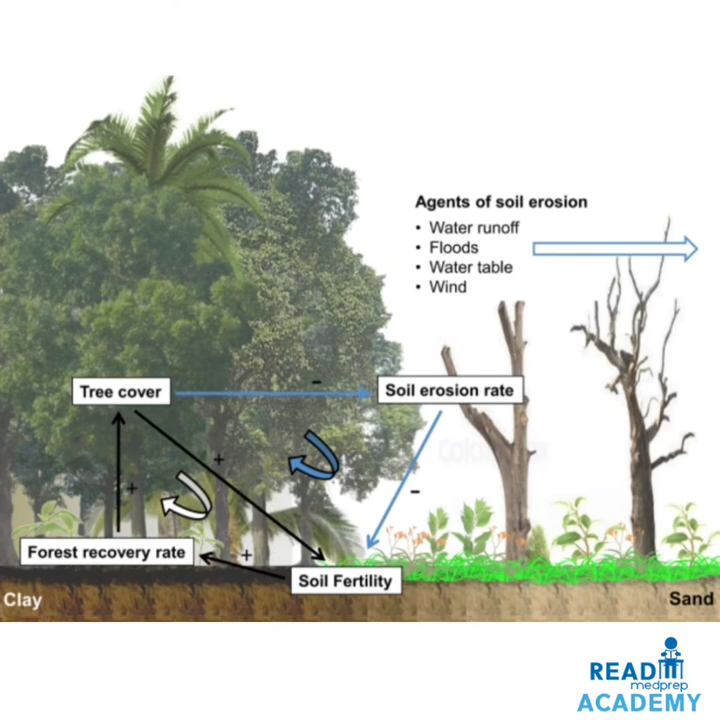 Agents of soil erosion
• Water runoff
• Floods
• Water table
• Wind
Tree cover
-
Soil erosion rate
+
-
+
Forest recovery rate
+
Soil Fertility
Clay
Sand
READ
medprep
ACADEMY